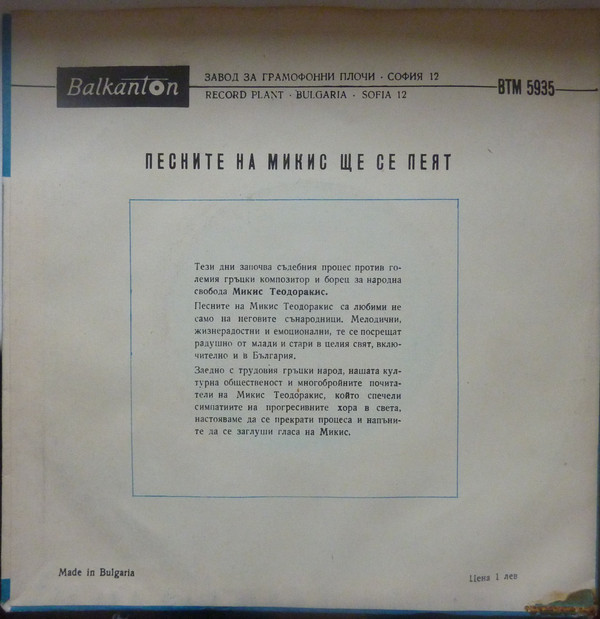 Balkanton
ЗАВОД ЗА ГРАМОФОННИ ПЛОЧИ · СОФИЯ 12
RECORD PLANT · BULGARIA · SOFIA 12
ВТМ 5935
ПЕСНИТЕ НА МИКИС ЩЕ СЕ ПЕЯТ
Тези дни започва съдебния процес против го-
лемия гръцки композитор и борец за народна
свобода Микис Теодоракис.
Песните на Микис Теодоракис са любими не
само на неговите сънародници. Мелодични,
жизнерадостни и емоционални, те се посрещат
радушно от млади и стари в целия свят, вклю-
чително и в България.
Заедно с трудовия гръцки народ, нашата кул-
турна общественост и многобройните почита-
тели на Микис Теодоракис, който спечели
симпатиите на прогресивните хора в света,
настояваме да се прекрати процеса и напъни-
те да се заглуши гласа на Микис.
Made in Bulgaria
Цена 1 лев